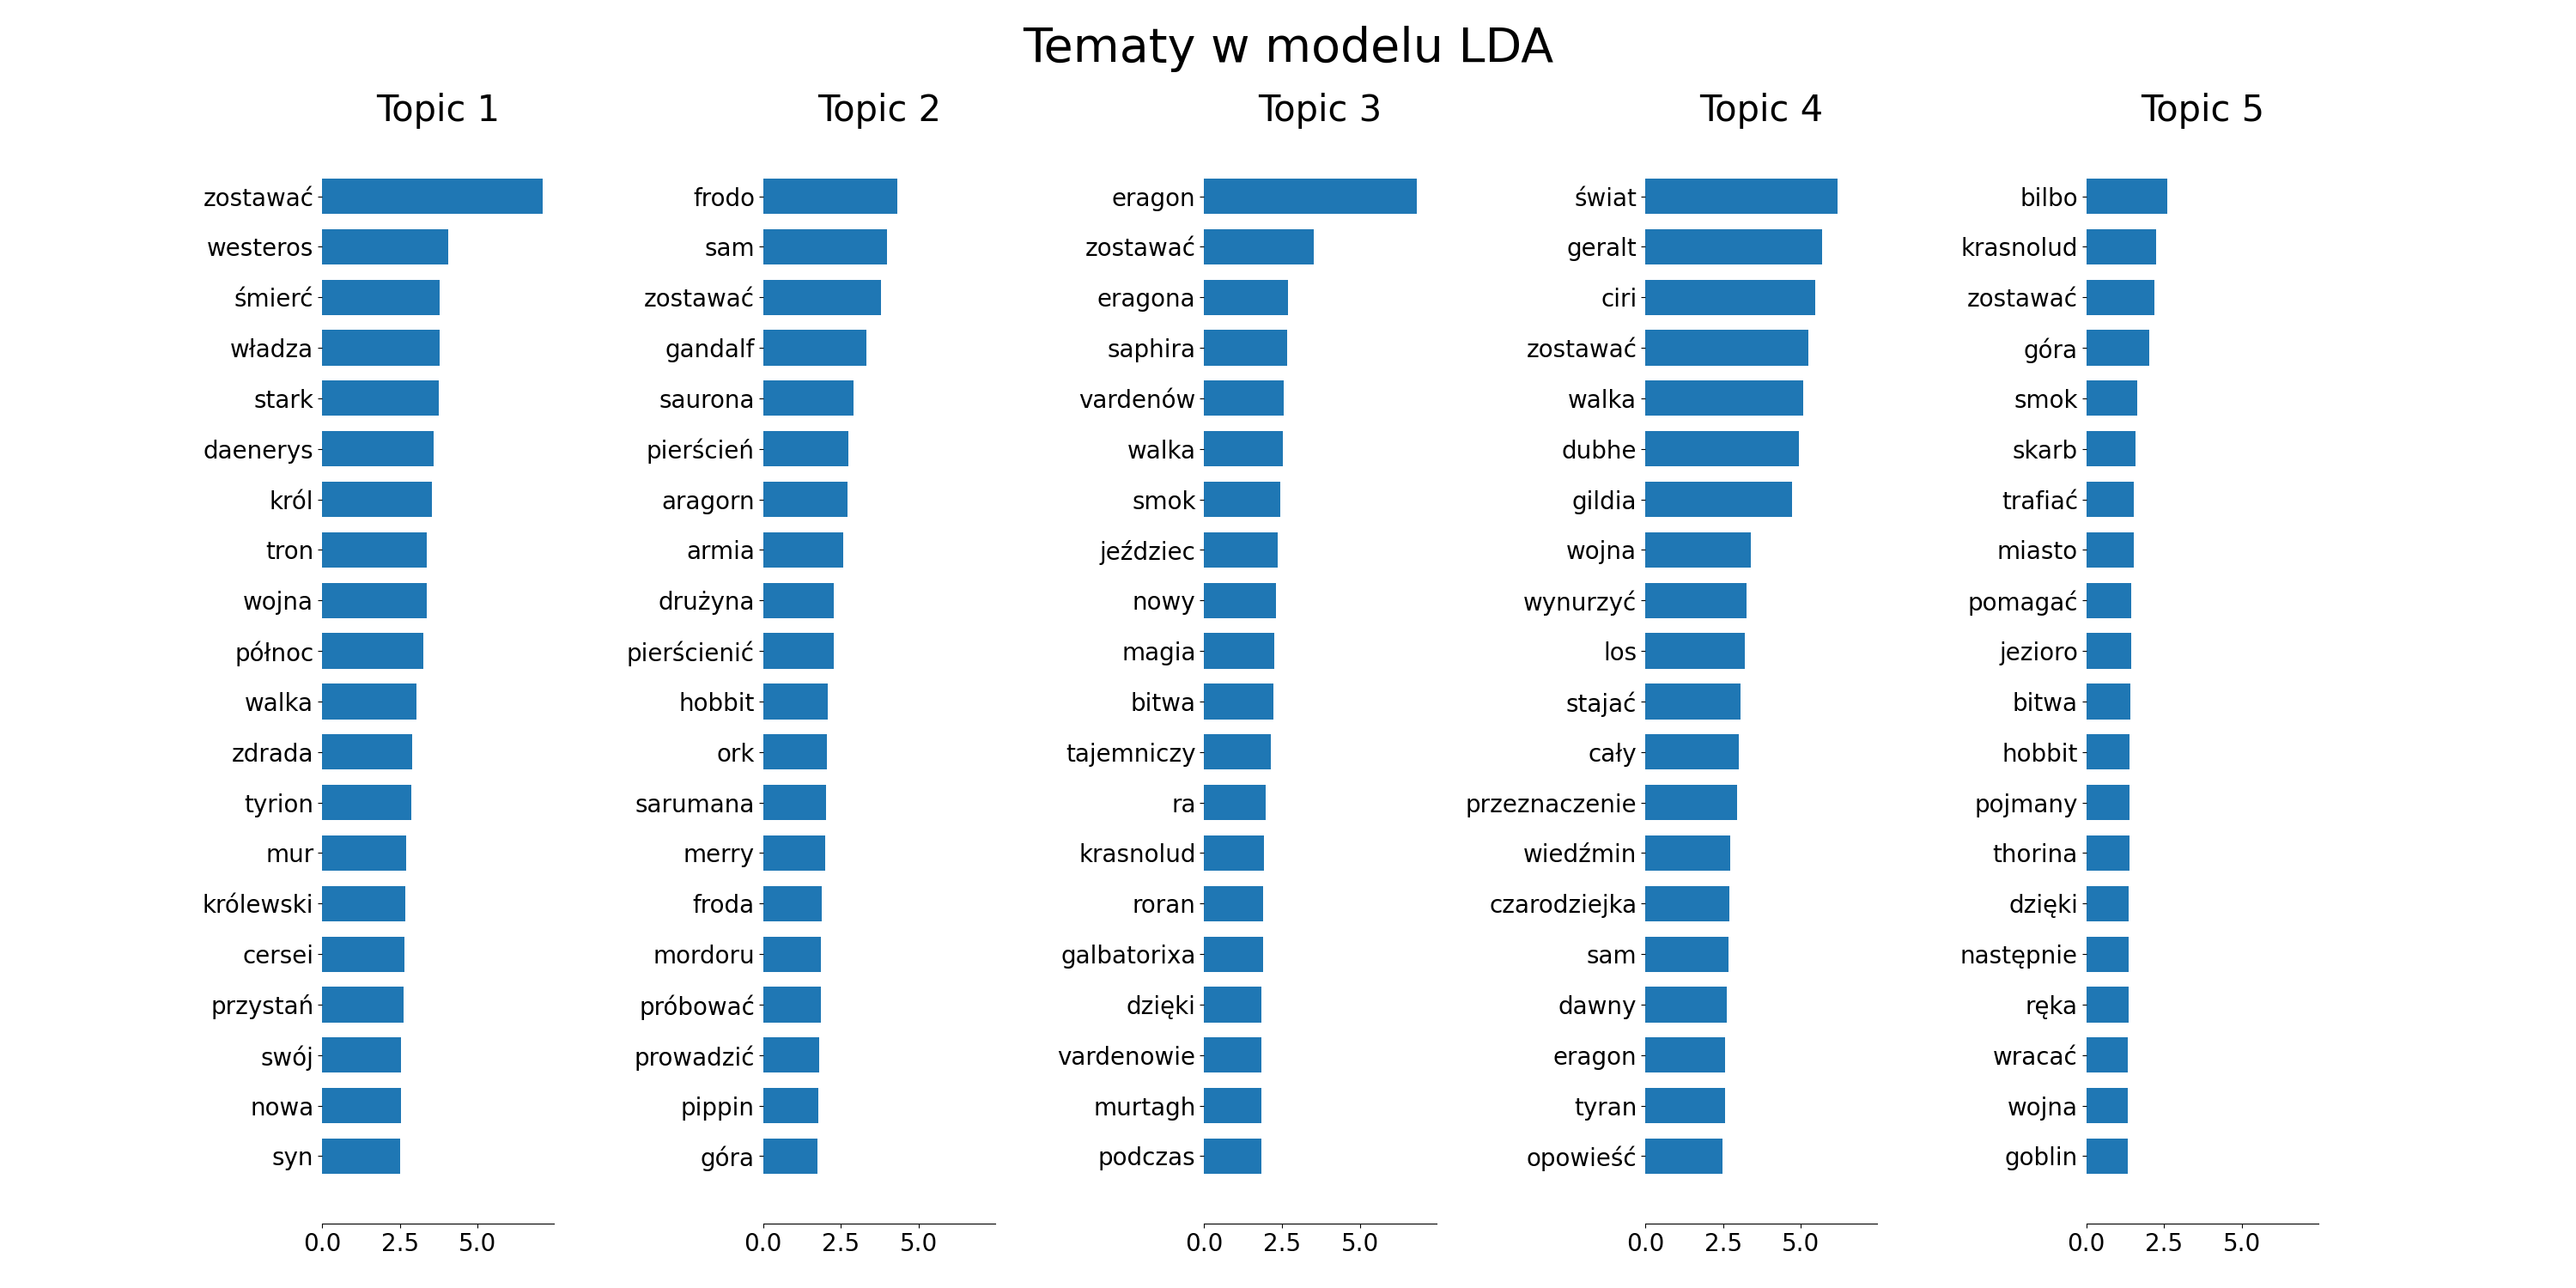 Tematy w modelu LDA
Topic 1
zostawać
westeros
śmierć
władza
stark
daenerys
król
tron
wojna
północ
walka
zdrada
tyrion
mur
królewski
cersei
przystań
swój
nowa
syn
0.0 2.5 5.0
Topic 2
frodo
sam
zostawać
gandalf
saurona
pierścień
aragorn
armia
drużyna
pierścienić
hobbit
ork
sarumana
merry
froda
mordoru
próbować
prowadzić
pippin
góra
0.0 2.5 5.0
Topic 3
eragon
zostawać
eragona
saphira
vardenów
walka
smok
jeździec
nowy
magia
bitwa
tajemniczy
ra
krasnolud
roran
galbatorixa
dzięki
vardenowie
murtagh
podczas
0.0 2.5 5.0
Topic 4
świat
geralt
ciri
zostawać
walka
dubhe
gildia
wojna
wynurzyć
los
stajać
cały
przeznaczenie
wiedźmin
czarodziejka
sam
dawny
eragon
tyran
opowieść
0.0 2.5 5.0
Topic 5
bilbo
krasnolud
zostawać
góra
smok
skarb
trafiać
miasto
pomagać
jezioro
bitwa
hobbit
pojmany
thorina
dzięki
następnie
ręka
wracać
wojna
goblin
0.0 2.5 5.0